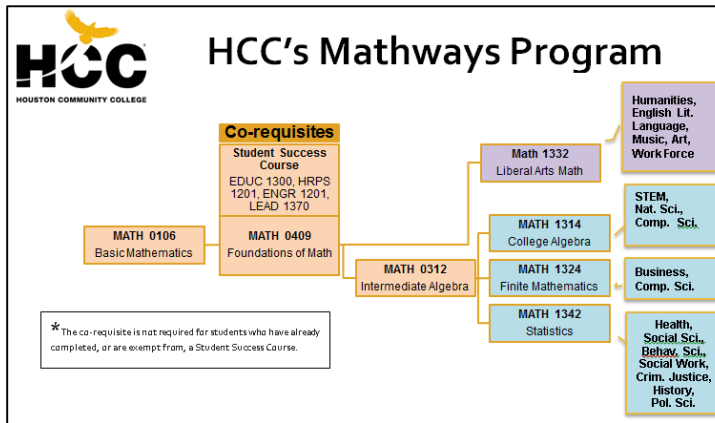 HCC
HOUSTON COMMUNITY COLLEGE
HCC's Mathways Program
Co-requisites
Student Success
Course
EDUC 1300, HRPS
1201, ENGR 1201,
LEAD 1370
MATH 0106
Basic Mathematics
MATH 0409
Foundations of Math
MATH 0312
Intermediate Algebra
Math 1332
Liberal Arts Math
MATH 1314
College Algebra
MATH 1324
Finite Mathematics
MATH 1342
Statistics
Humanities,
English Lit.
Language,
Music, Art,
Work Force
STEM,
Nat. Sci.,
Comp. Sci.
Business,
Comp. Sci.
Health,
Social Sci.,
Behav. Sci.,
Social Work,
Crim. Justice,
History,
Pol. Sci.
*The co-requisite is not required for students who have already
completed, or are exempt from, a Student Success Course.